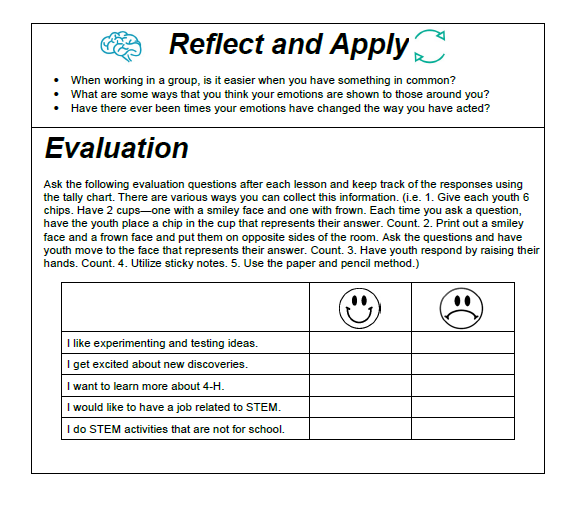 Reflect and Apply
• When working in a group, is it easier when you have something in common?
• What are some ways that you think your emotions are shown to those around you?
• Have there ever been times your emotions have changed the way you have acted?
Evaluation
Ask the following evaluation questions after each lesson and keep track of the responses using
the tally chart. There are various ways you can collect this information. (i.e. 1. Give each youth 6
chips. Have 2 cups—one with a smiley face and one with frown. Each time you ask a question,
have the youth place a chip in the cup that represents their answer. Count. 2. Print out a smiley
face and a frown face and put them on opposite sides of the room. Ask the questions and have
youth move to the face that represents their answer. Count. 3. Have youth respond by raising their
hands. Count. 4. Utilize sticky notes. 5. Use the paper and pencil method.)
I like experimenting and testing ideas.
I get excited about new discoveries.
I want to learn more about 4-H.
I would like to have a job related to STEM.
I do STEM activities that are not for school.